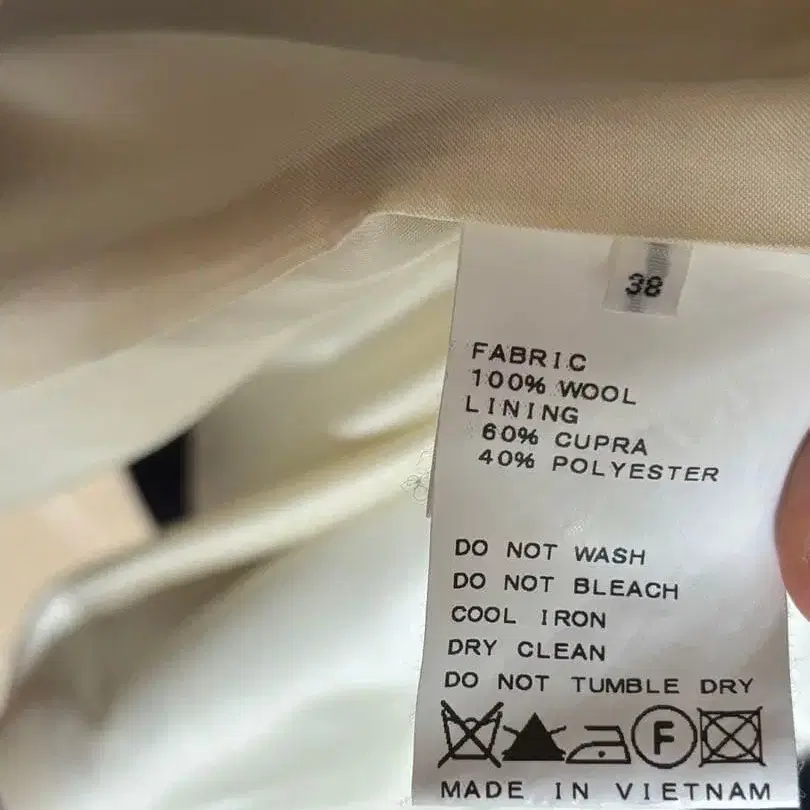 38
FABRIC
100% WOOL
LINING
60% CUPRA
40% POLYESTER
DO NOT WASH
DO NOT BLEACH
COOL IRON
DRY CLEAN
DO NOT TUMBLE DRY
F
MADE IN VIETNAM